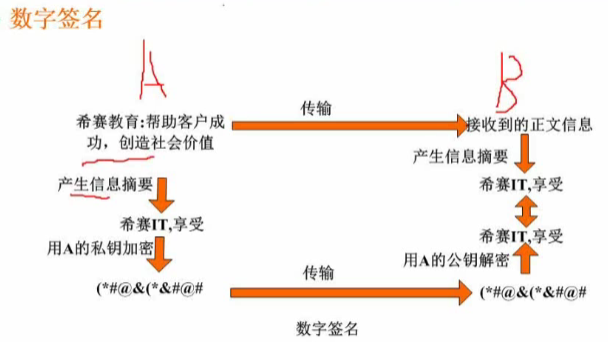 数字签名
A
B
希赛教育:帮助客户成
功，创造社会价值
传输
接收到的正文信息
产生信息摘要
产生信息摘要
希赛IT,享受
希赛IT,享受
希赛IT,享受
用A的私钥加密
用A的公钥解密
(*#@&(*&#@#
传输
(*#@&(*&#@#
数字签名